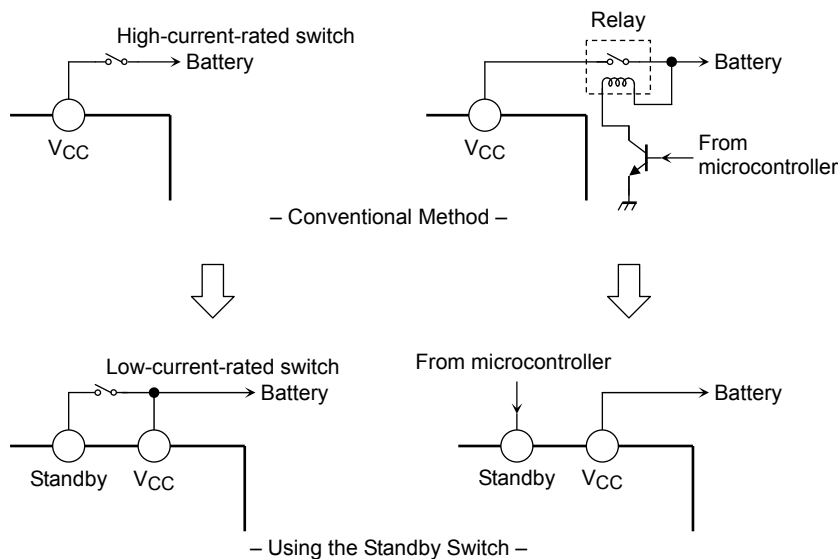 High-current-rated switch
Battery
VCC
Relay
Battery
VCC
From
microcontroller
– Conventional Method –
Low-current-rated switch
Battery
Standby
VCC
From microcontroller
Battery
Standby
VCC
– Using the Standby Switch –